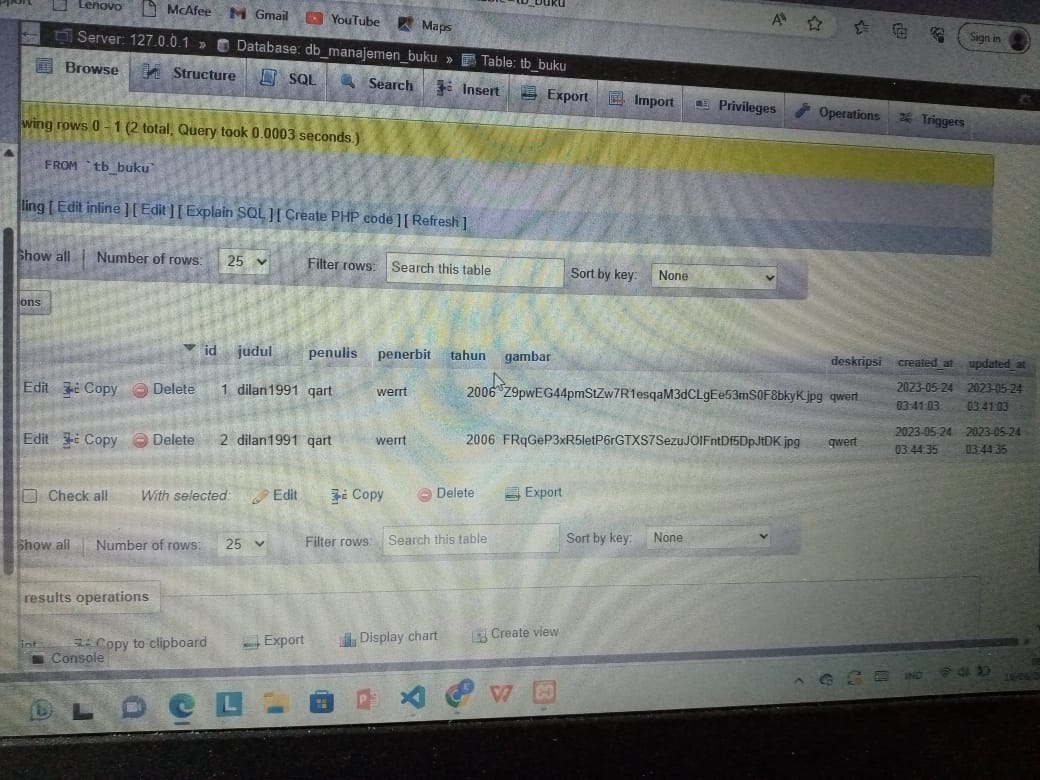 Lenovo McAfee Gmail YouTube Maps Sign in
Server: 127.0.0.1 » Database: db_manajemen_buku » Table: tb_buku
Browse Structure SQL Search Insert Export Import Privileges Operations Triggers
wing rows 0 - 1 (2 total, Query took 0.0003 seconds.)
FROM `tb_buku`
ling [ Edit inline ] [ Edit ] [ Explain SQL ] [ Create PHP code ] [ Refresh ]
Show all | Number of rows: 25 Filter rows: Search this table Sort by key: None
ons
id judul penulis penerbit tahun gambar deskripsi created_at updated_at
Edit Copy Delete 1 dilan1991 qart werrt 2006 Z9pwEG44pmStZw7R1esqaM3dCLgEe53mS0F8bkyK.jpg qwert 2023-05-24 2023-05-24
03:41:03 03:41:03
Edit Copy Delete 2 dilan1991 qart werrt 2006 FRqGeP3xR5IetP6rGTXS7SezuJOIFntDf5DpJtDK.jpg qwert 2023-05-24 2023-05-24
03:44:35 03:44:35
Check all With selected: Edit Copy Delete Export
Show all | Number of rows: 25 Filter rows: Search this table Sort by key: None
results operations
Copy to clipboard Export Display chart Create view
Console
IND